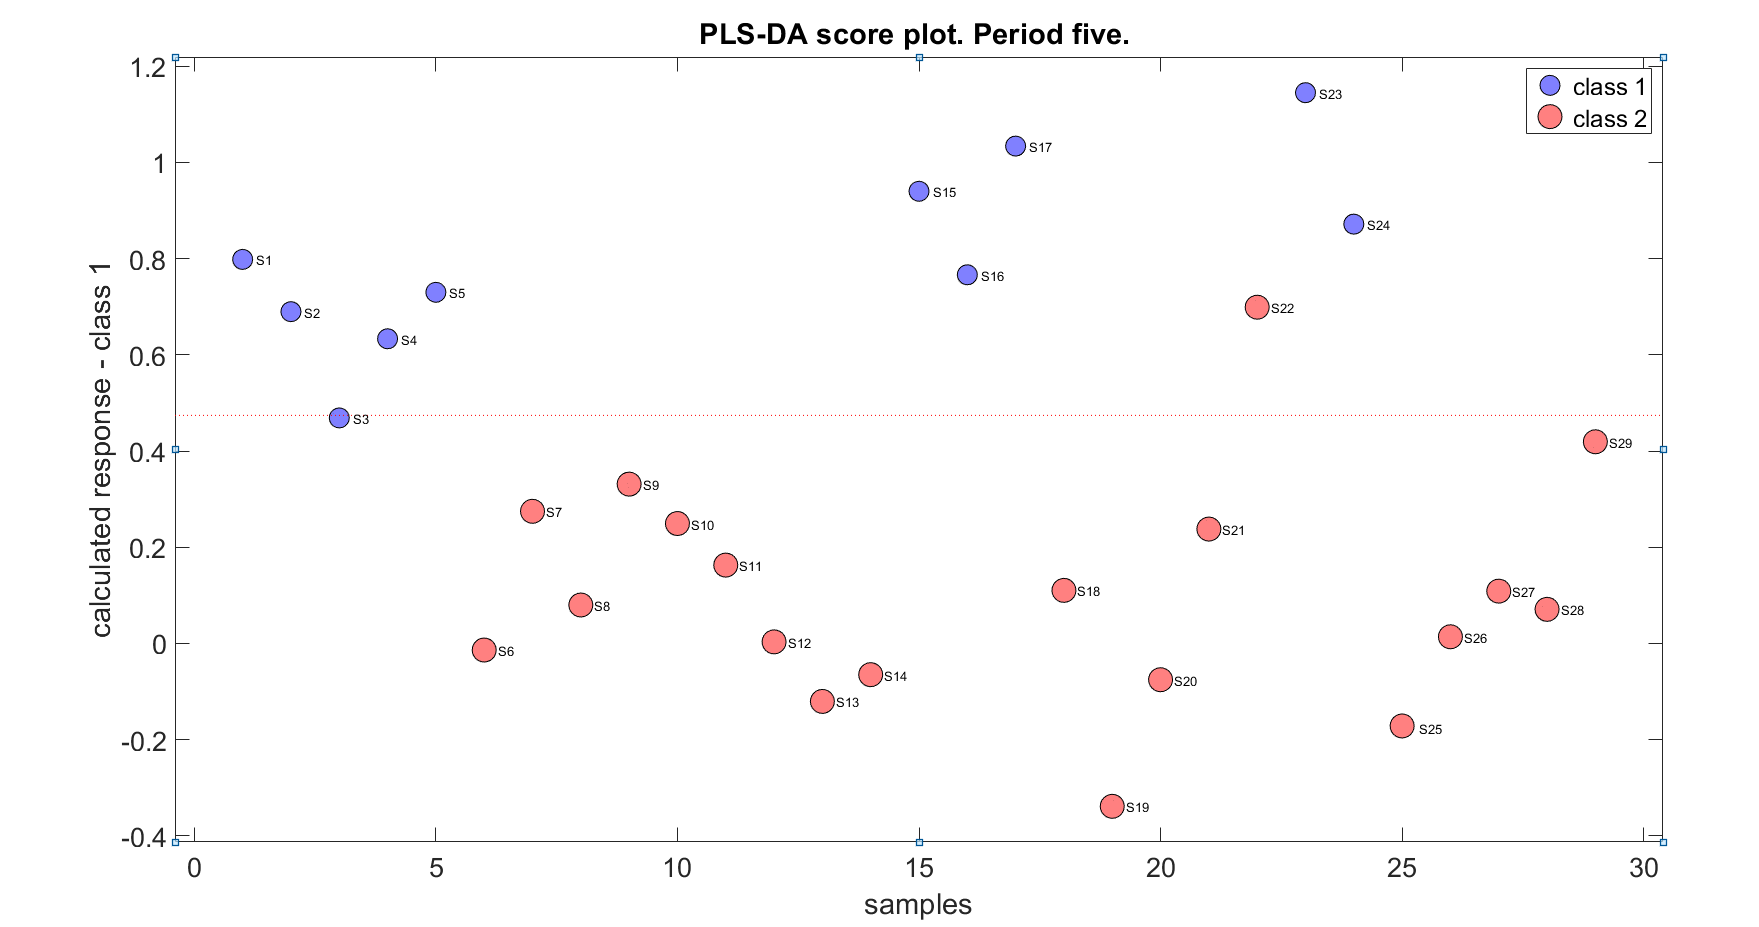 PLS-DA score plot. Period five.
class 1
class 2
calculated response - class 1
1.2
1
0.8
0.6
0.4
0.2
0
-0.2
-0.4
S1
S2
S3
S4
S5
S6
S7
S8
S9
S10
S11
S12
S13
S14
S15
S16
S17
S18
S19
S20
S21
S22
S23
S24
S25
S26
S27
S28
S29
0 5 10 15 20 25 30
samples